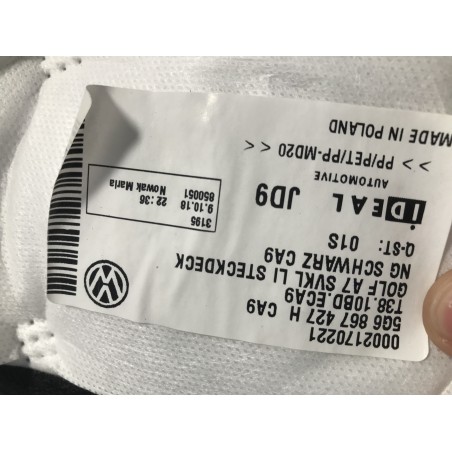 0002170221
5G6 867 427 H CA9
T38.10BD.ECA9
GOLF A7 SVKL LI STECKDECK
NG SCHWARZ CA9
Q-ST: 01S
3195
9.10.18 22:36
850051 Nowak Maria
iDEAL JD9
AUTOMOTIVE
>> PP/PET/PP-MD20 <<
MADE IN POLAND